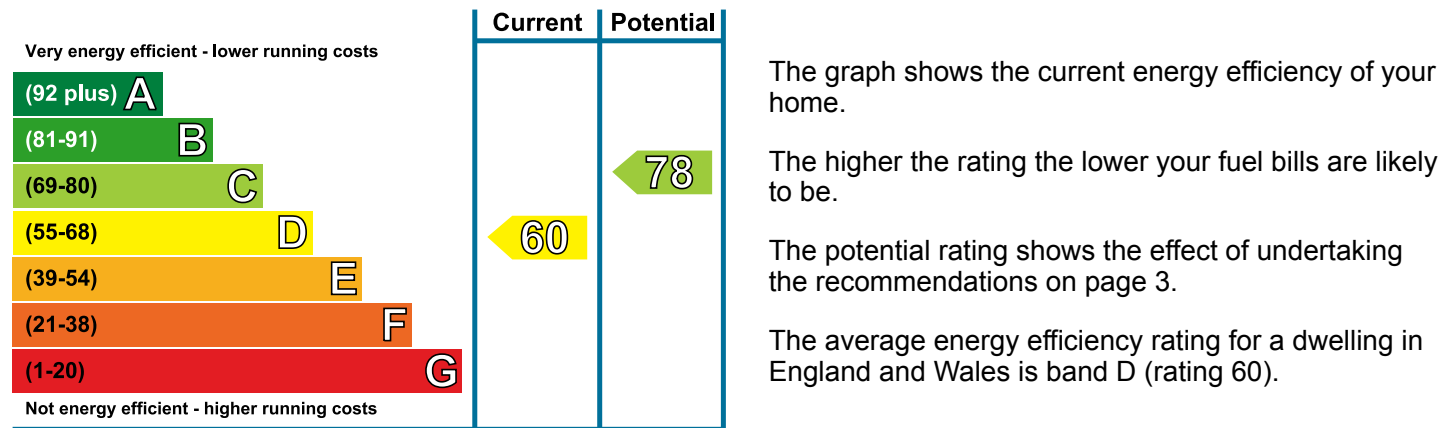 Current Potential
Very energy efficient - lower running costs
(92 plus) A
(81-91) B
(69-80) C
78
(55-68) D
60
(39-54) E
(21-38) F
(1-20) G
Not energy efficient - higher running costs
The graph shows the current energy efficiency of your
home.
The higher the rating the lower your fuel bills are likely
to be.
The potential rating shows the effect of undertaking
the recommendations on page 3.
The average energy efficiency rating for a dwelling in
England and Wales is band D (rating 60).